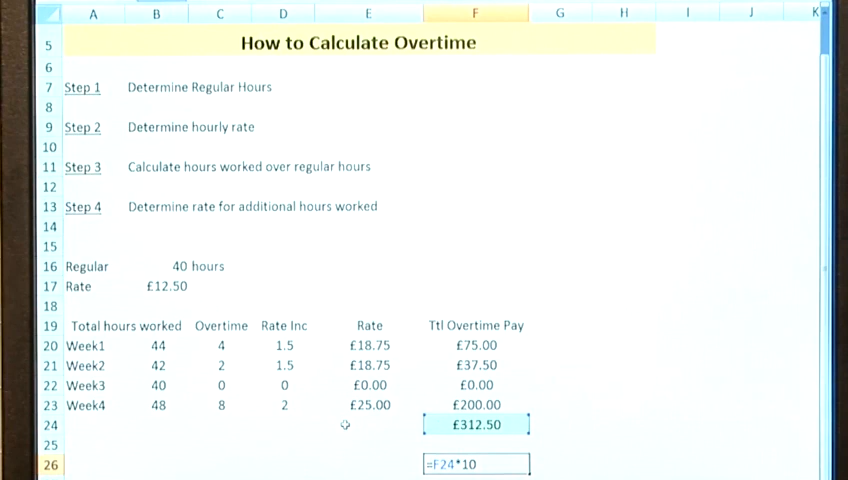 A B C D E F G H I J K
5 How to Calculate Overtime
6
7 Step 1 Determine Regular Hours
8
9 Step 2 Determine hourly rate
10
11 Step 3 Calculate hours worked over regular hours
12
13 Step 4 Determine rate for additional hours worked
14
15
16 Regular 40 hours
17 Rate £12.50
18
19 Total hours worked Overtime Rate Inc Rate Ttl Overtime Pay
20 Week1 44 4 1.5 £18.75 £75.00
21 Week2 42 2 1.5 £18.75 £37.50
22 Week3 40 0 0 £0.00 £0.00
23 Week4 48 8 2 £25.00 £200.00
24 £312.50
25
26 =F24*10